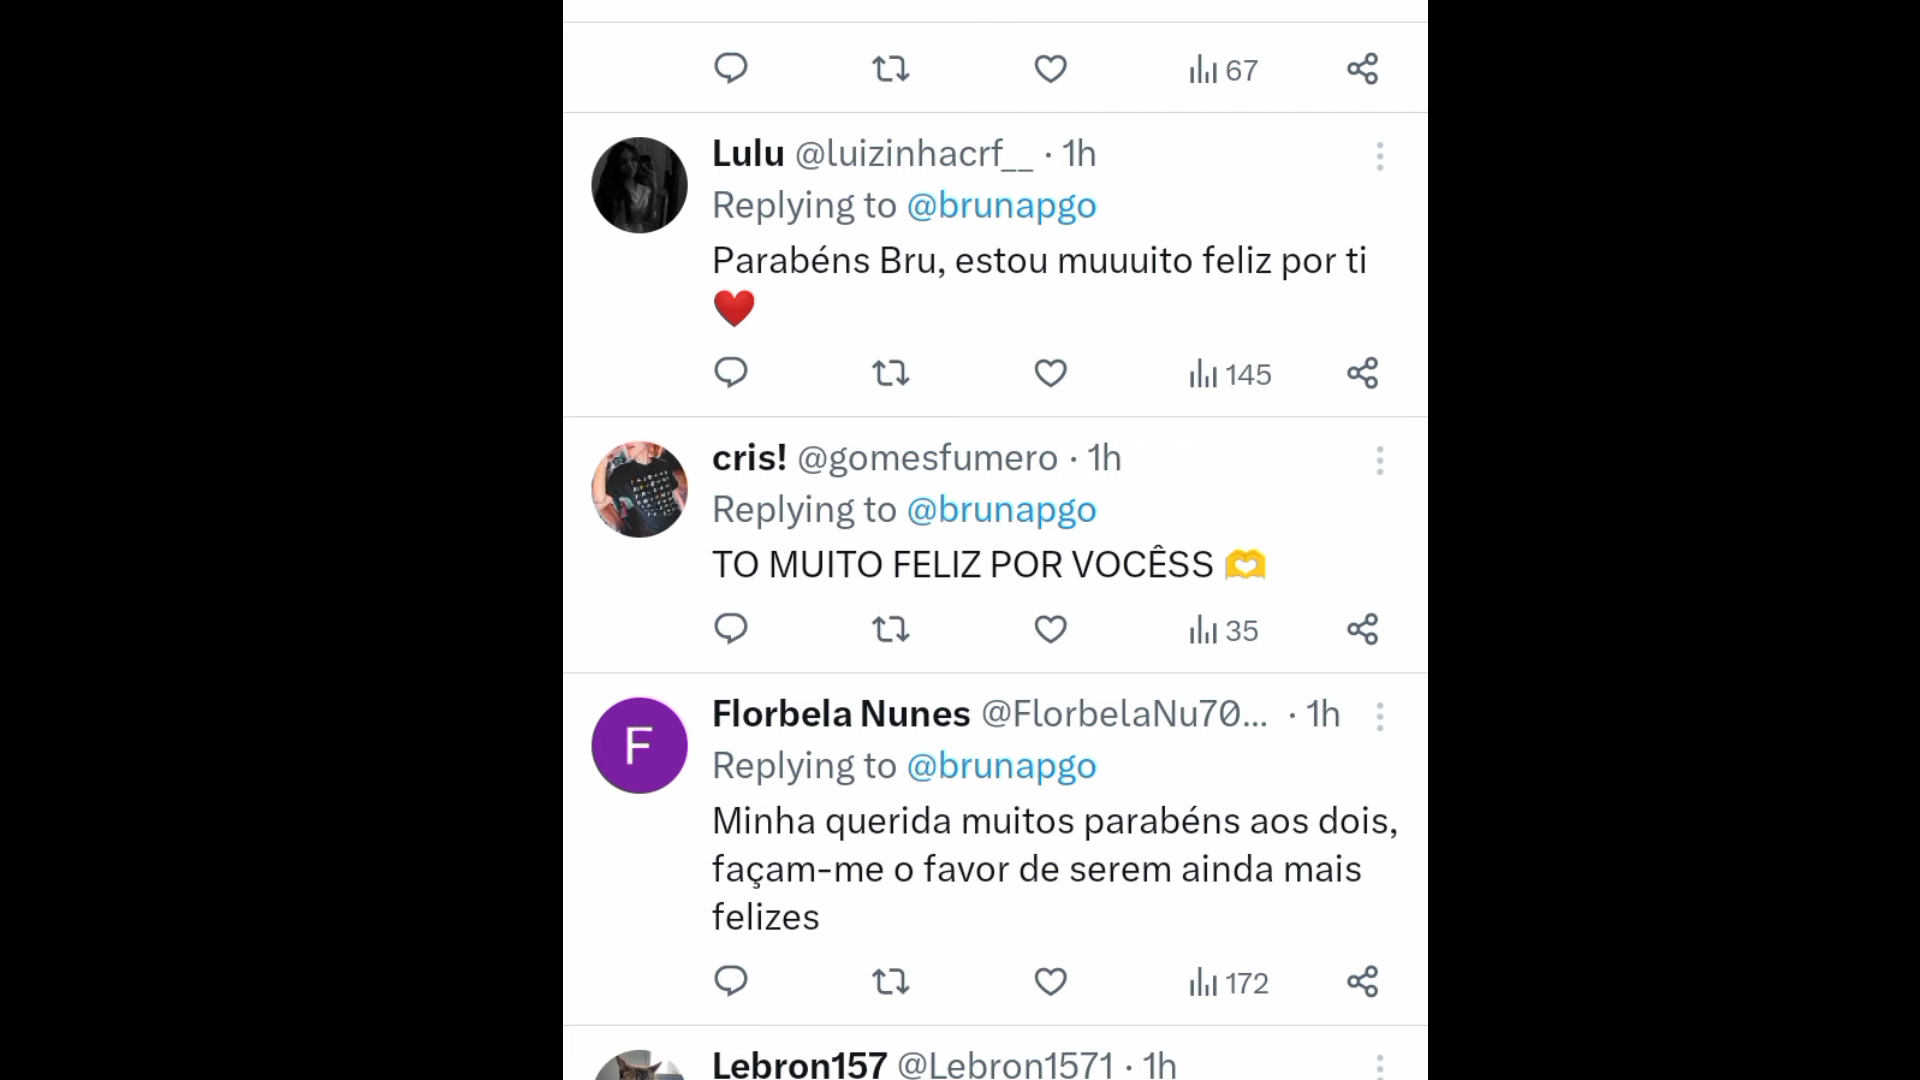 67
Lulu @luizinhacrf__ · 1h
Replying to @brunapgo
Parabéns Bru, estou muuuito feliz por ti
❤️
145
cris! @gomesfumero · 1h
Replying to @brunapgo
TO MUITO FELIZ POR VOCÊSS 🫶
35
F
Florbela Nunes @FlorbelaNu70... · 1h
Replying to @brunapgo
Minha querida muitos parabéns aos dois,
façam-me o favor de serem ainda mais
felizes
172
Lebron157 @Lebron1571 · 1h